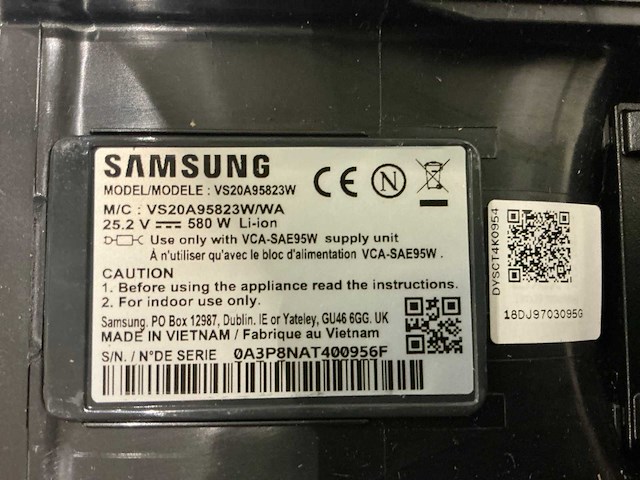 SAMSUNG
MODEL/MODELE : VS20A95823W
M/C : VS20A95823W/WA
25.2 V ⎓ 580 W Li-ion
Use only with VCA-SAE95W supply unit
À n'utiliser qu'avec le bloc d'alimentation VCA-SAE95W .
CAUTION
1. Before using the appliance read the instructions.
2. For indoor use only.
Samsung. PO Box 12987, Dublin. IE or Yateley, GU46 6GG. UK
MADE IN VIETNAM / Fabrique au Vietnam
S/N. / N°DE SERIE 0A3P8NAT400956F
CE N
DYSCT4K0954
18DJ9703095G